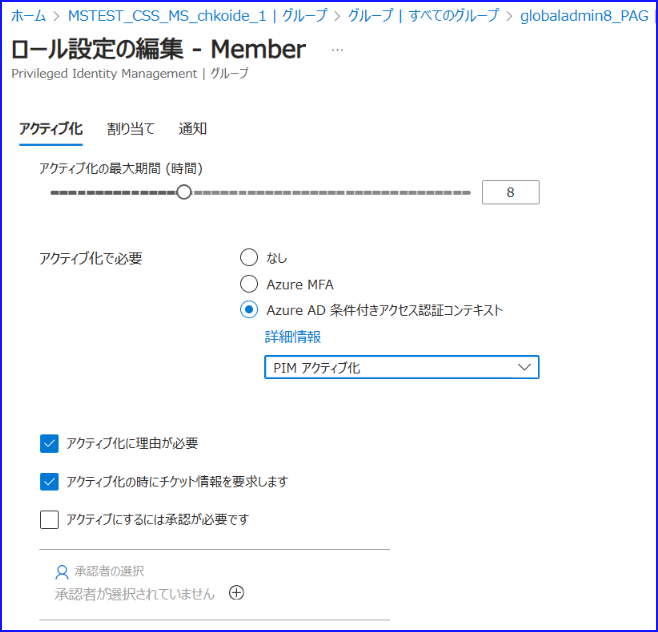 ホーム > MSTEST_CSS_MS_chkoide_1 | グループ > グループ | すべてのグループ > globaladmin8_PAG |
ロール設定の編集 - Member ...
Privileged Identity Management | グループ
アクティブ化 割り当て 通知
アクティブ化の最大期間 (時間)
8
アクティブ化で必要
なし
Azure MFA
Azure AD 条件付きアクセス認証コンテキスト
詳細情報
PIM アクティブ化
アクティブ化に理由が必要
アクティブ化の時にチケット情報を要求します
アクティブにするには承認が必要です
承認者の選択
承認者が選択されていません